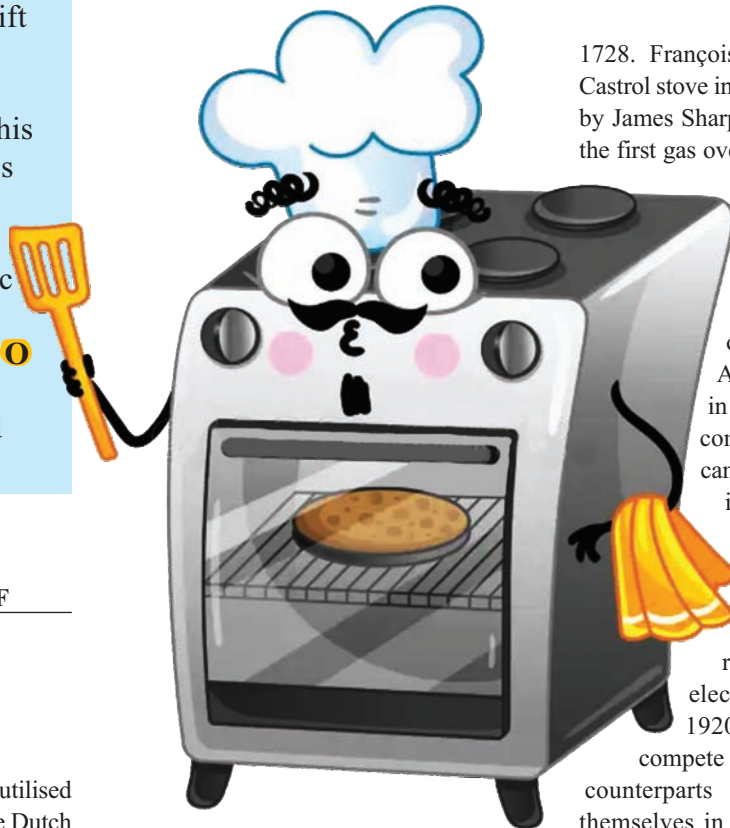 ift
his
s
c
o
F
utilised
e Dutch
1728. François
Castrol stove in
by James Sharp
the first gas ove
A
in
con
can
i
r
elec
1920
compete
counterparts
themselves in